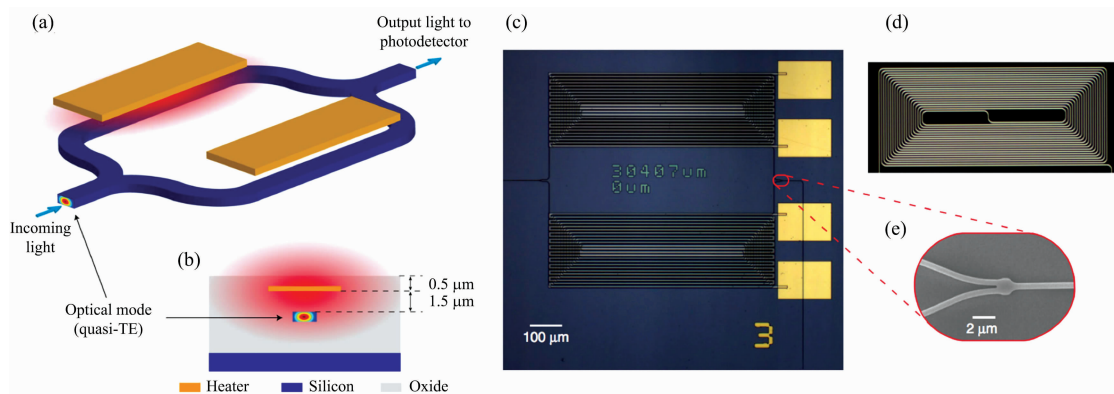 (a)
Output light to
photodetector
Incoming
light
(b)
0.5 µm
1.5 µm
Optical mode
(quasi-TE)
Heater
Silicon
Oxide
(c)
30407um
0um
100 µm
3
(d)
(e)
2 µm